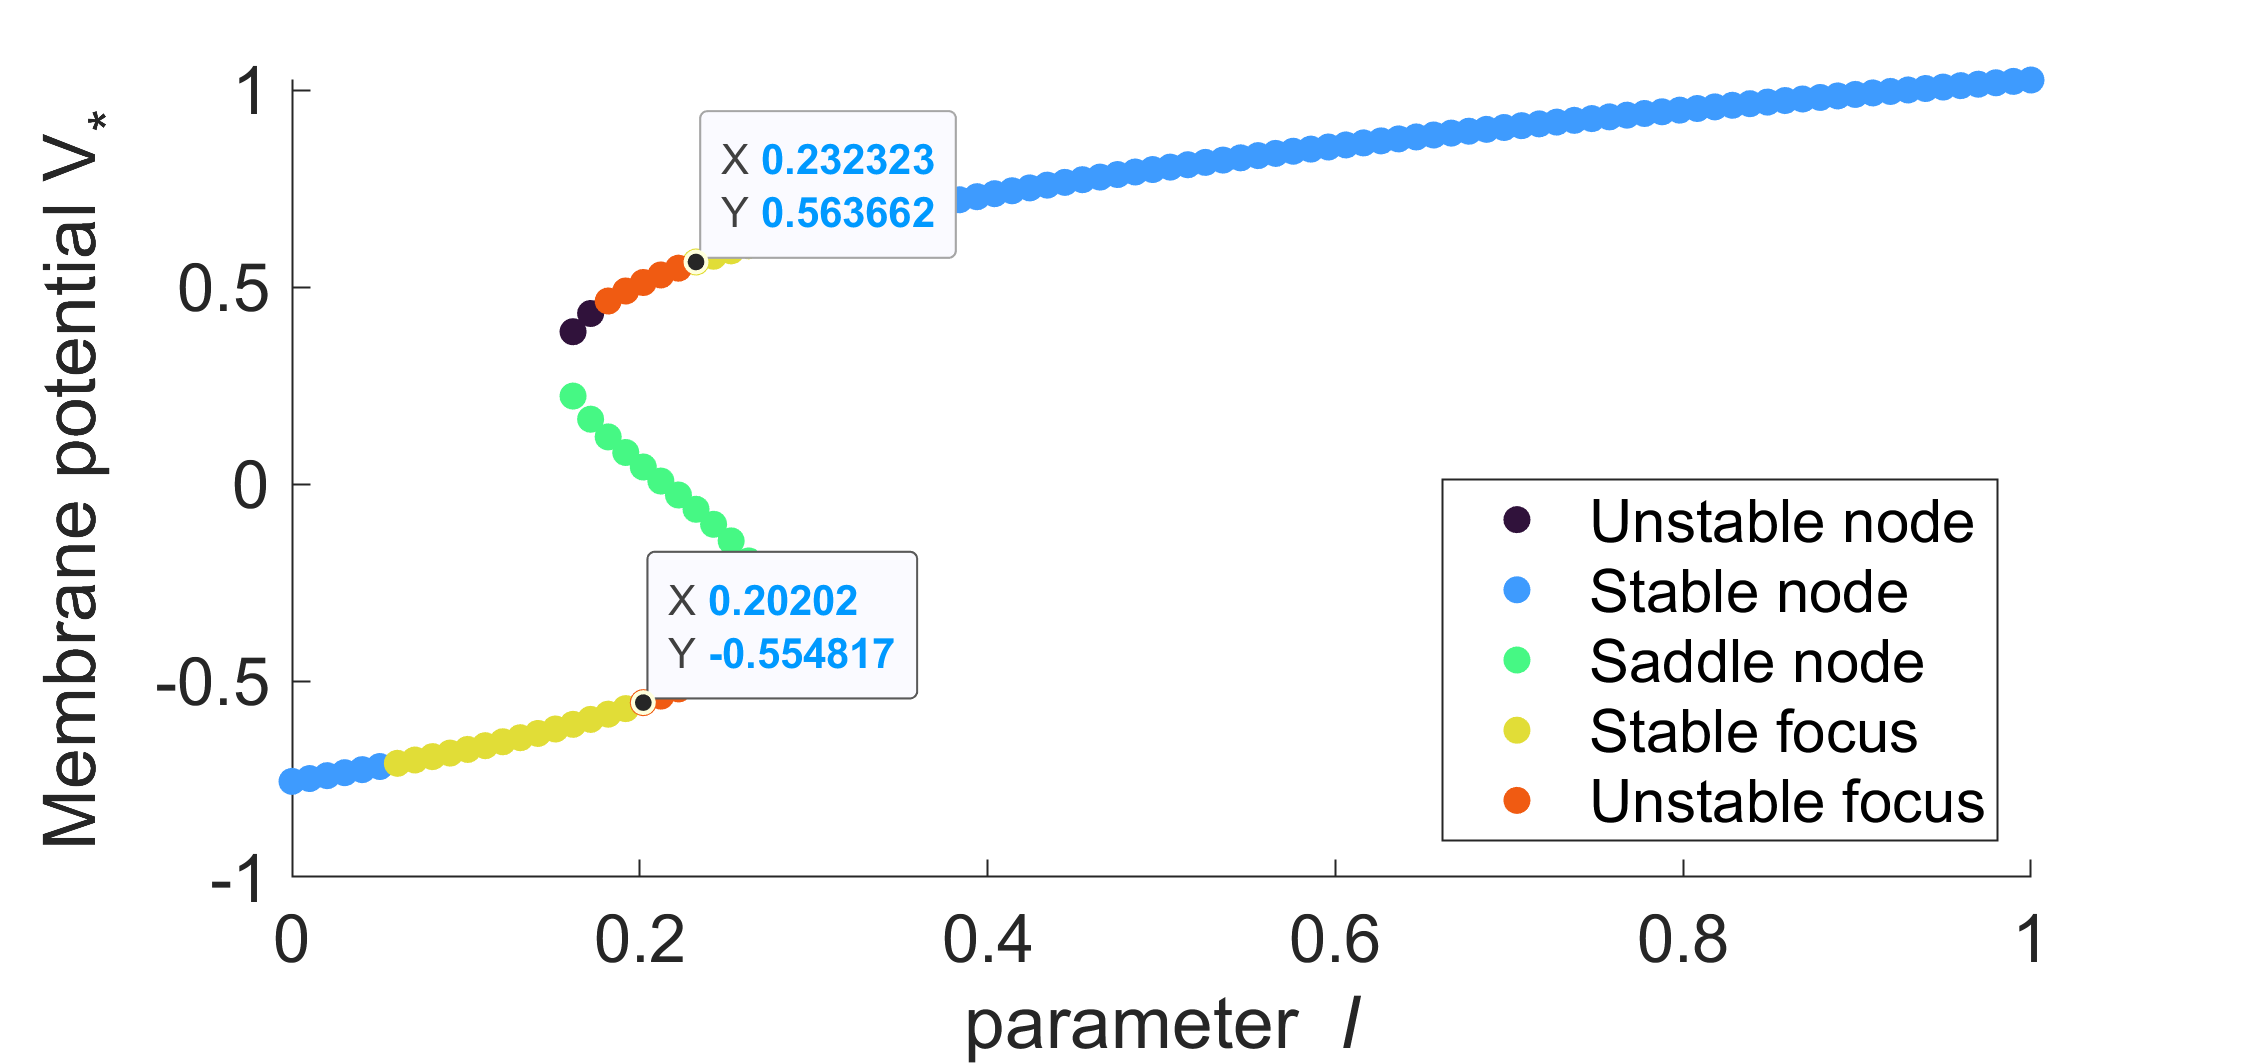 Membrane potential V*
1
0.5
0
-0.5
-1
X 0.232323
Y 0.563662
X 0.20202
Y -0.554817
Unstable node
Stable node
Saddle node
Stable focus
Unstable focus
0 0.2 0.4 0.6 0.8 1
parameter I